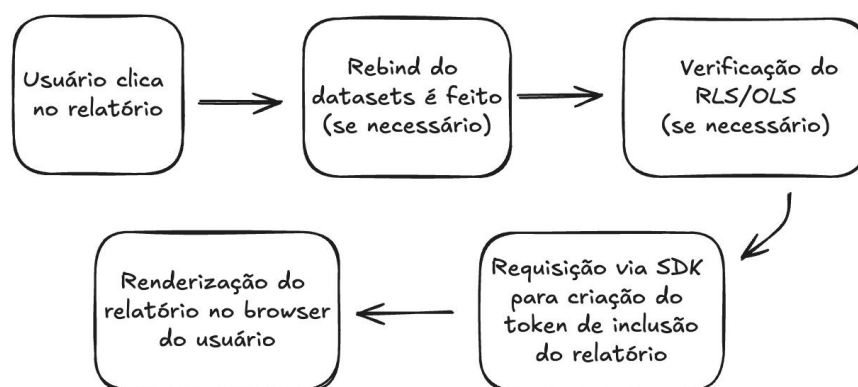 Usuário clica
no relatório
Rebind do
datasets é feito
(se necessário)
Verificação do
RLS/OLS
(se necessário)
Requisição via SDK
para criação do
token de inclusão
do relatório
Renderização do
relatório no browser
do usuário